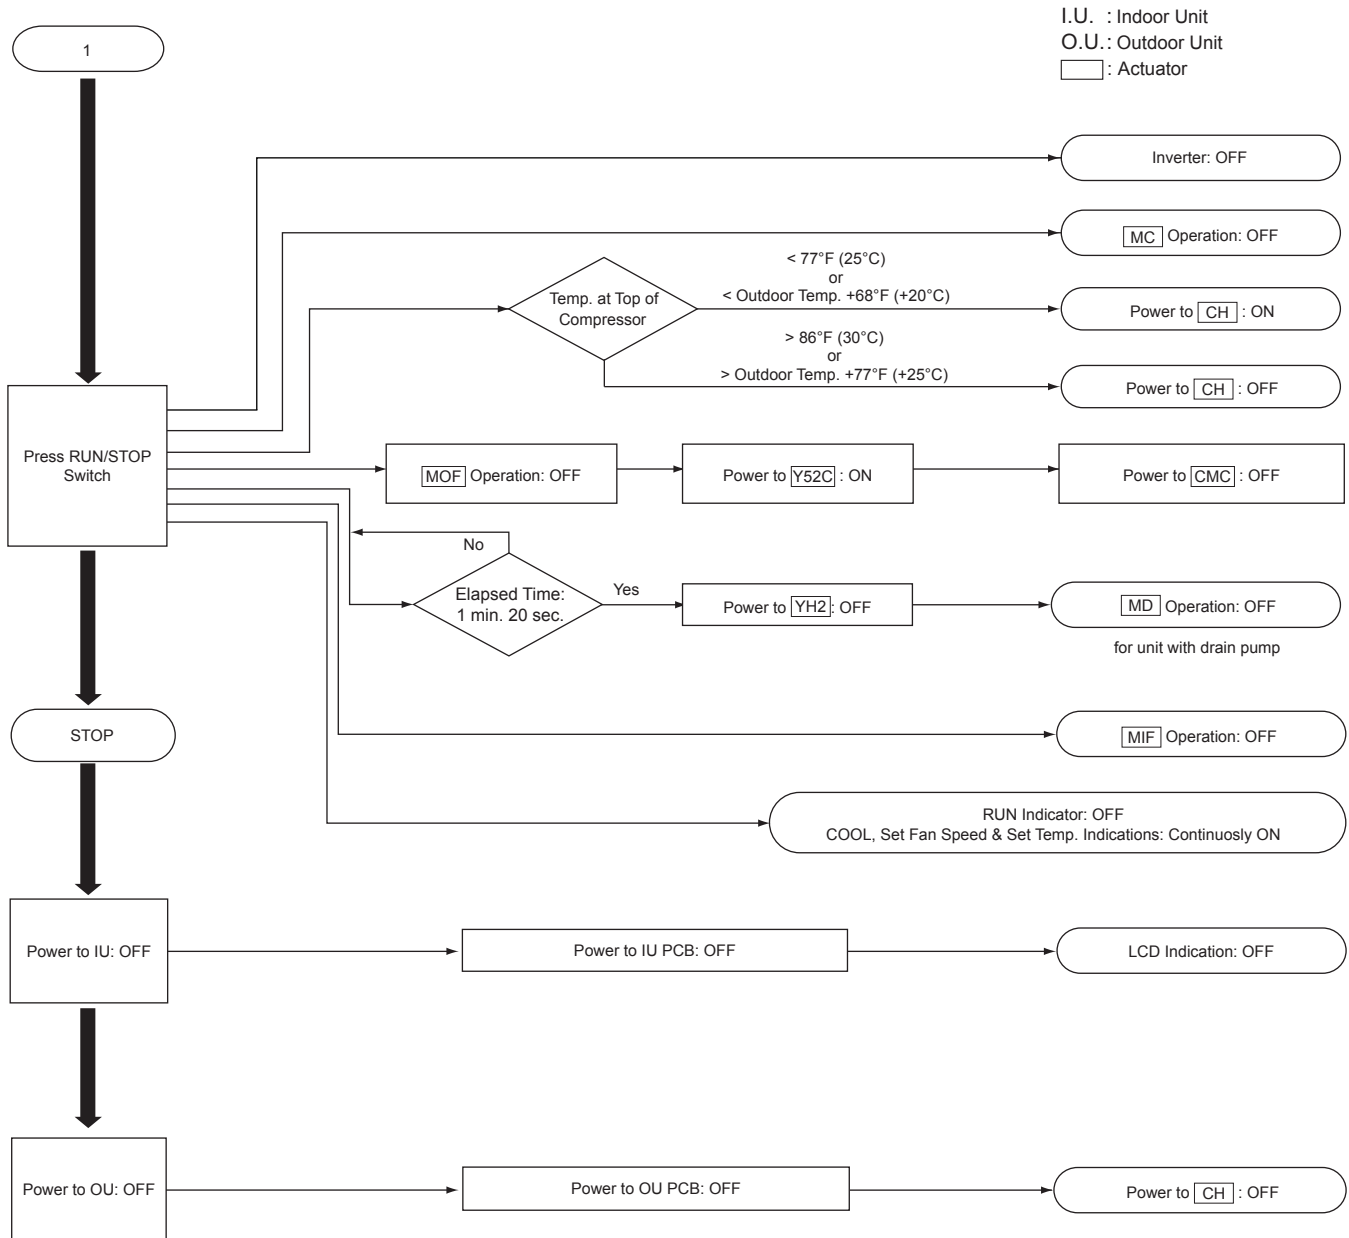 I.U. : Indoor Unit
O.U.: Outdoor Unit
: Actuator
1
Inverter: OFF
MC Operation: OFF
< 77°F (25°C)
or
< Outdoor Temp. +68°F (+20°C)
Temp. at Top of
Compressor
Power to CH : ON
> 86°F (30°C)
or
> Outdoor Temp. +77°F (+25°C)
Power to CH : OFF
Press RUN/STOP
Switch
MOF Operation: OFF
Power to Y52C : ON
Power to CMC : OFF
No
Elapsed Time:
1 min. 20 sec.
Yes
Power to YH2 : OFF
MD Operation: OFF
for unit with drain pump
STOP
MIF Operation: OFF
RUN Indicator: OFF
COOL, Set Fan Speed & Set Temp. Indications: Continuosly ON
Power to IU: OFF
Power to IU PCB: OFF
LCD Indication: OFF
Power to OU: OFF
Power to OU PCB: OFF
Power to CH : OFF